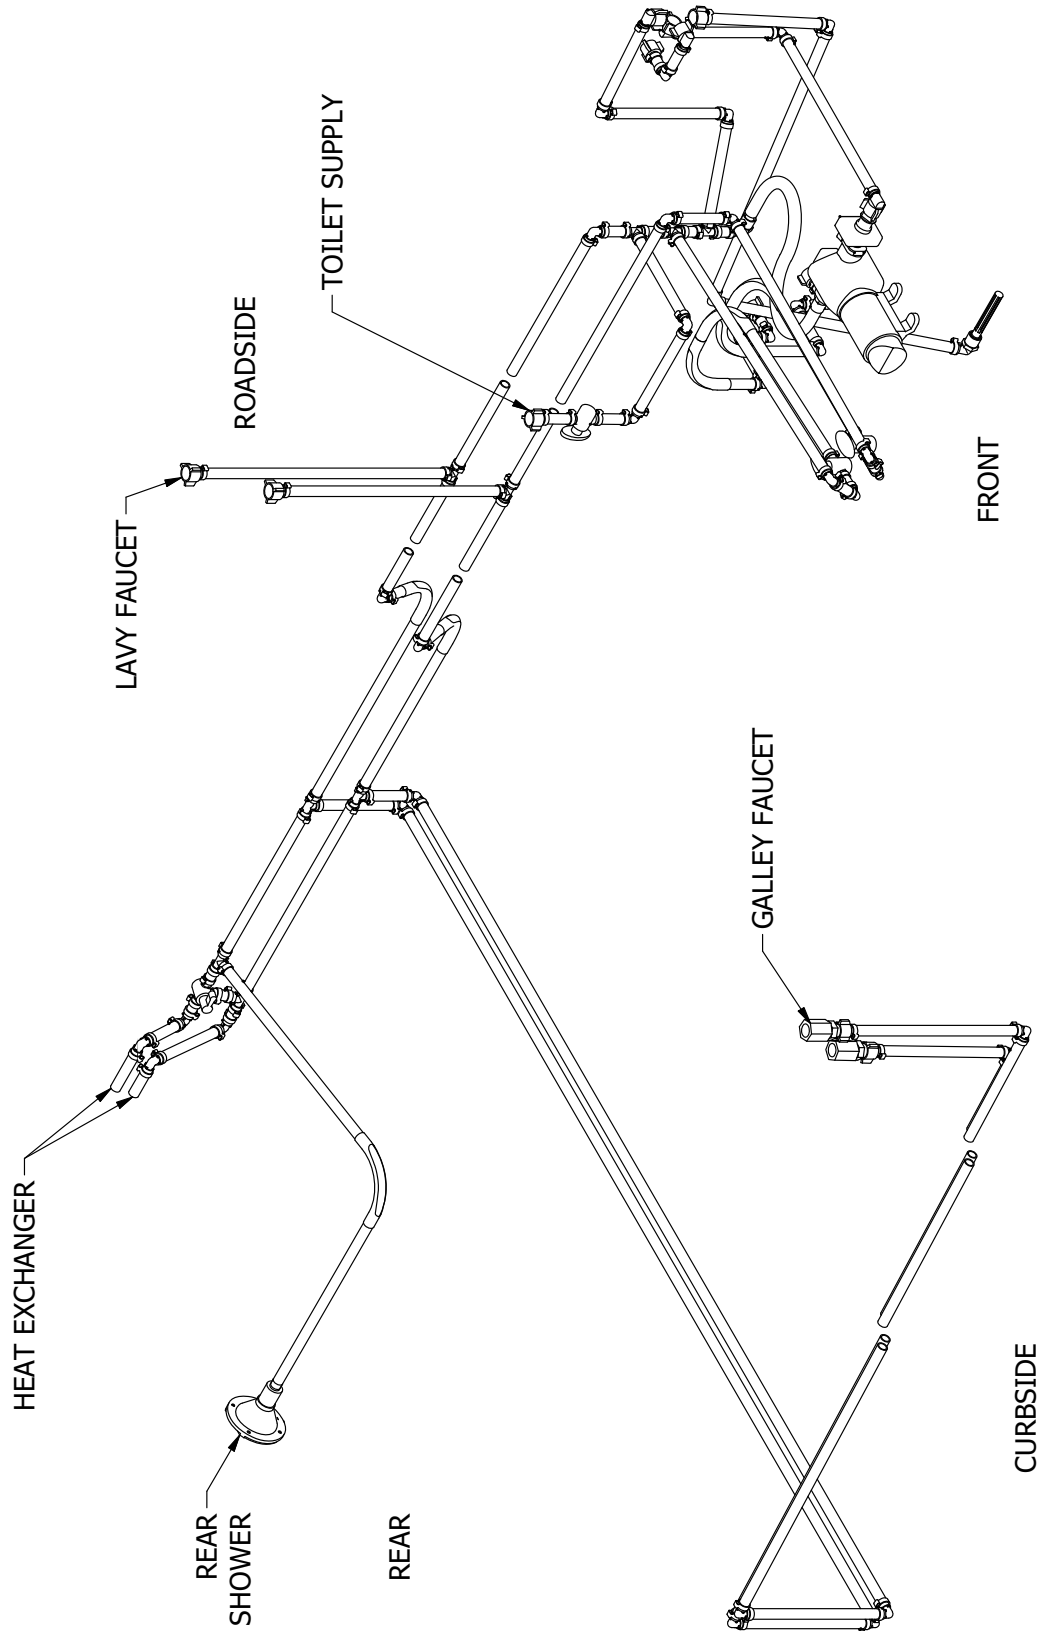 HEAT EXCHANGER
LAVY FAUCET
ROADSIDE
TOILET SUPPLY
REAR
SHOWER
REAR
GALLEY FAUCET
FRONT
CURBSIDE